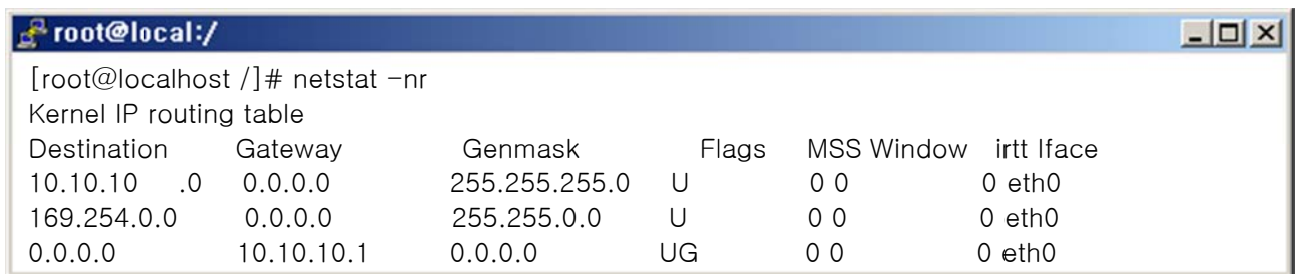 root@local:/
[root@localhost /]# netstat -nr
Kernel IP routing table
Destination Gateway Genmask Flags MSS Window irtt Iface
10.10.10 .0 0.0.0.0 255.255.255.0 U 0 0 0 eth0
169.254.0.0 0.0.0.0 255.255.0.0 U 0 0 0 eth0
0.0.0.0 10.10.10.1 0.0.0.0 UG 0 0 0 eth0